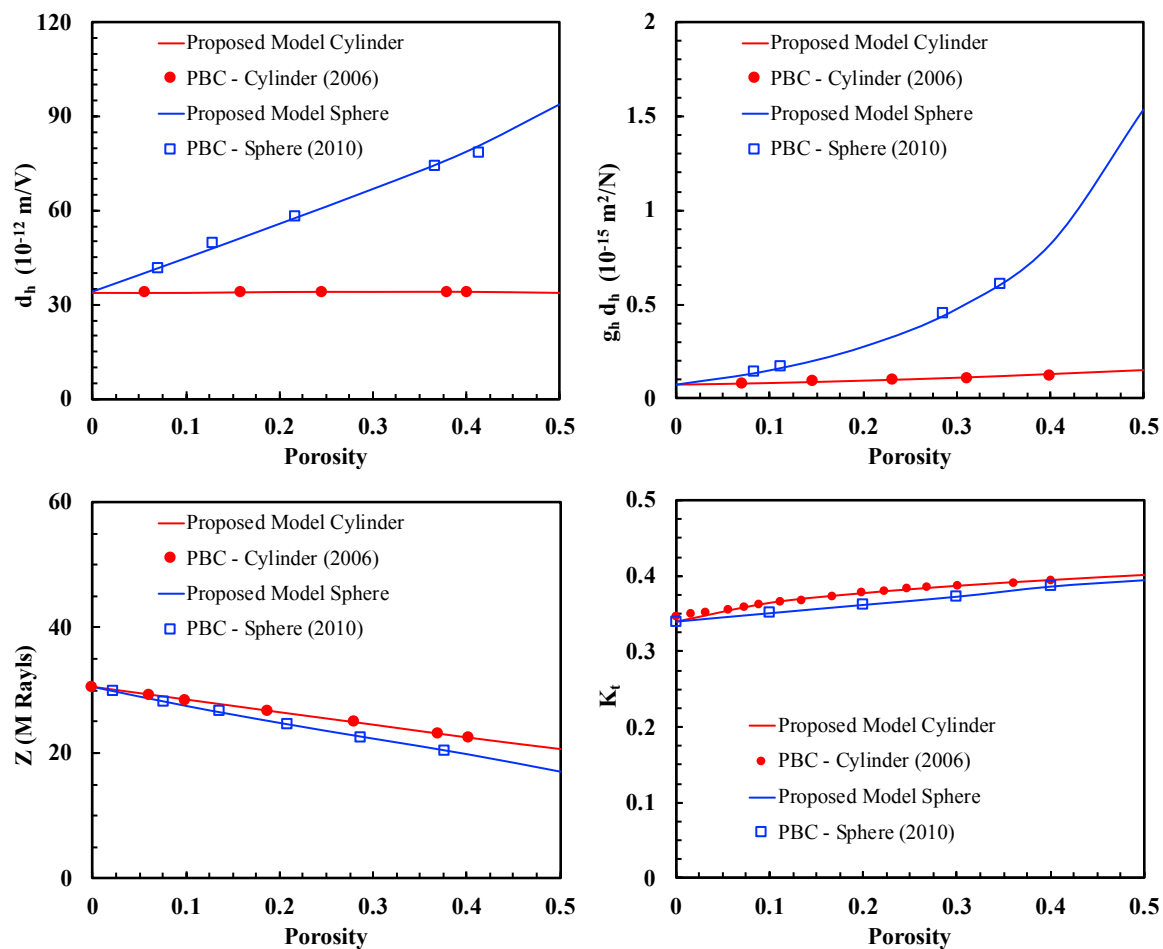 120
90
60
30
0
d_h (10^-12 m/V)
Proposed Model Cylinder
PBC - Cylinder (2006)
Proposed Model Sphere
PBC - Sphere (2010)
0 0.1 0.2 0.3 0.4 0.5
Porosity
2
1.5
1
0.5
0
g_h d_h (10^-15 m^2/N)
Proposed Model Cylinder
PBC - Cylinder (2006)
Proposed Model Sphere
PBC - Sphere (2010)
0 0.1 0.2 0.3 0.4 0.5
Porosity
60
40
20
0
Z (M Rayls)
Proposed Model Cylinder
PBC - Cylinder (2006)
Proposed Model Sphere
PBC - Sphere (2010)
0 0.1 0.2 0.3 0.4 0.5
Porosity
0.5
0.4
0.3
0.2
0.1
0
K_t
Proposed Model Cylinder
PBC - Cylinder (2006)
Proposed Model Sphere
PBC - Sphere (2010)
0 0.1 0.2 0.3 0.4 0.5
Porosity